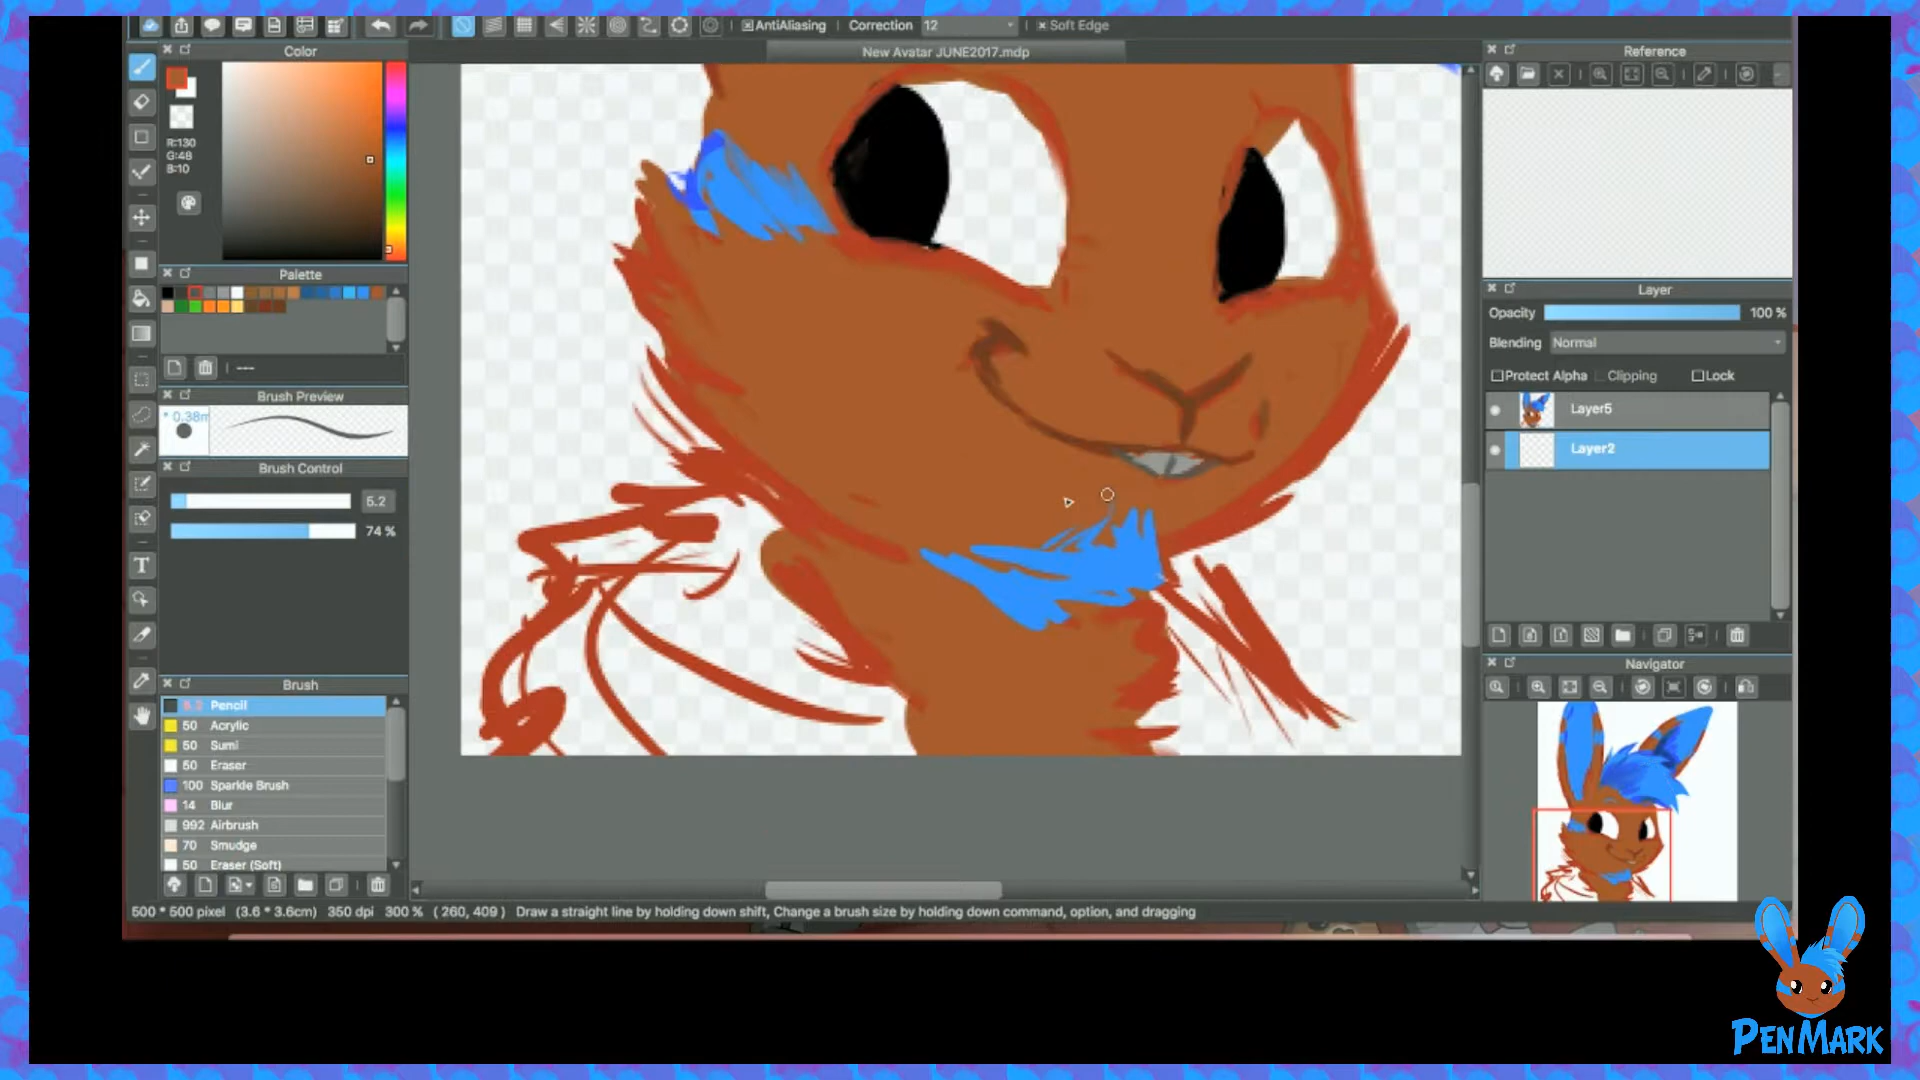 AntiAliasing Correction 12 Soft Edge
Color
New Avatar JUNE2017.mdp
Reference
R:130
G:48
B:10
Palette
---
Brush Preview
* 0.38m
Brush Control
5.2
74 %
Brush
5.2 Pencil
50 Acrylic
50 Sumi
50 Eraser
100 Sparkle Brush
14 Blur
992 Airbrush
70 Smudge
50 Eraser (Soft)
Layer
Opacity 100 %
Blending Normal
Protect Alpha Clipping Lock
Layer5
Layer2
Navigator
500 * 500 pixel (3.6 * 3.6cm) 350 dpi 300 % ( 260, 409 ) Draw a straight line by holding down shift, Change a brush size by holding down command, option, and dragging
PENMARK